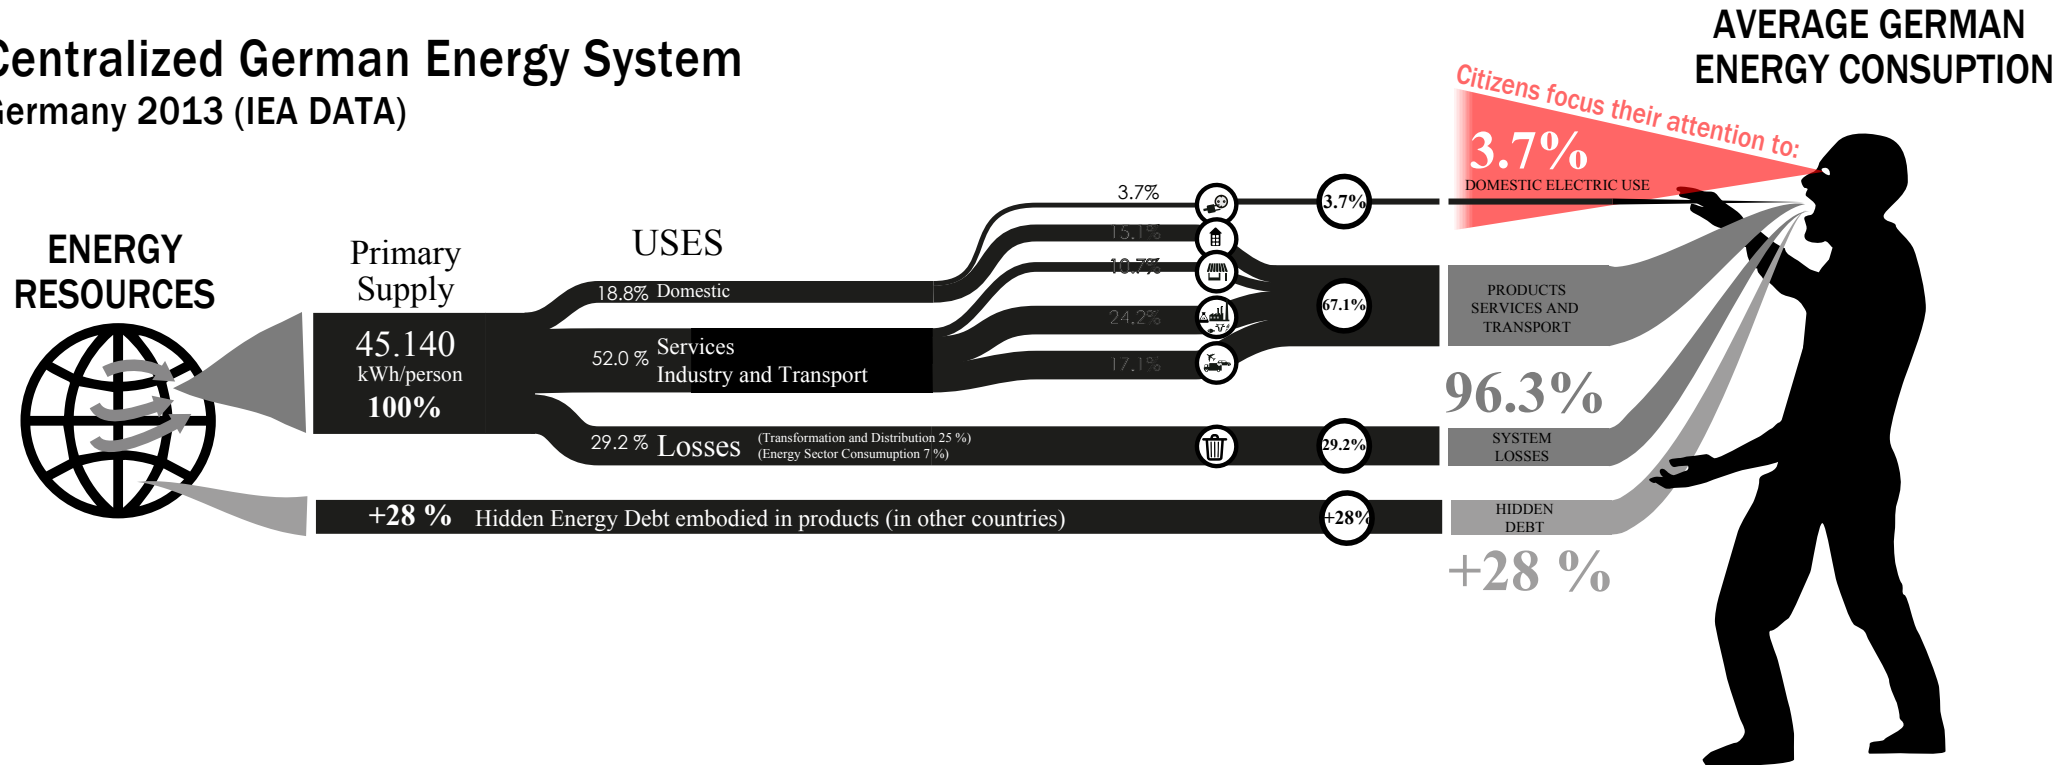 Centralized German Energy System
Germany 2013 (IEA DATA)
AVERAGE GERMAN
ENERGY CONSUPTION
Citizens focus their attention to:
3.7%
DOMESTIC ELECTRIC USE
ENERGY
RESOURCES
Primary
Supply
45.140
kWh/person
100%
USES
18.8% Domestic
52.0 % Services
Industry and Transport
29.2 % Losses (Transformation and Distribution 25 %)
(Energy Sector Consumuption 7 %)
+28 % Hidden Energy Debt embodied in products (in other countries)
3.7%
15.1%
10.7%
24.2%
17.1%
3.7%
67.1%
29.2%
+28%
PRODUCTS
SERVICES AND
TRANSPORT
96.3%
SYSTEM
LOSSES
HIDDEN
DEBT
+28 %